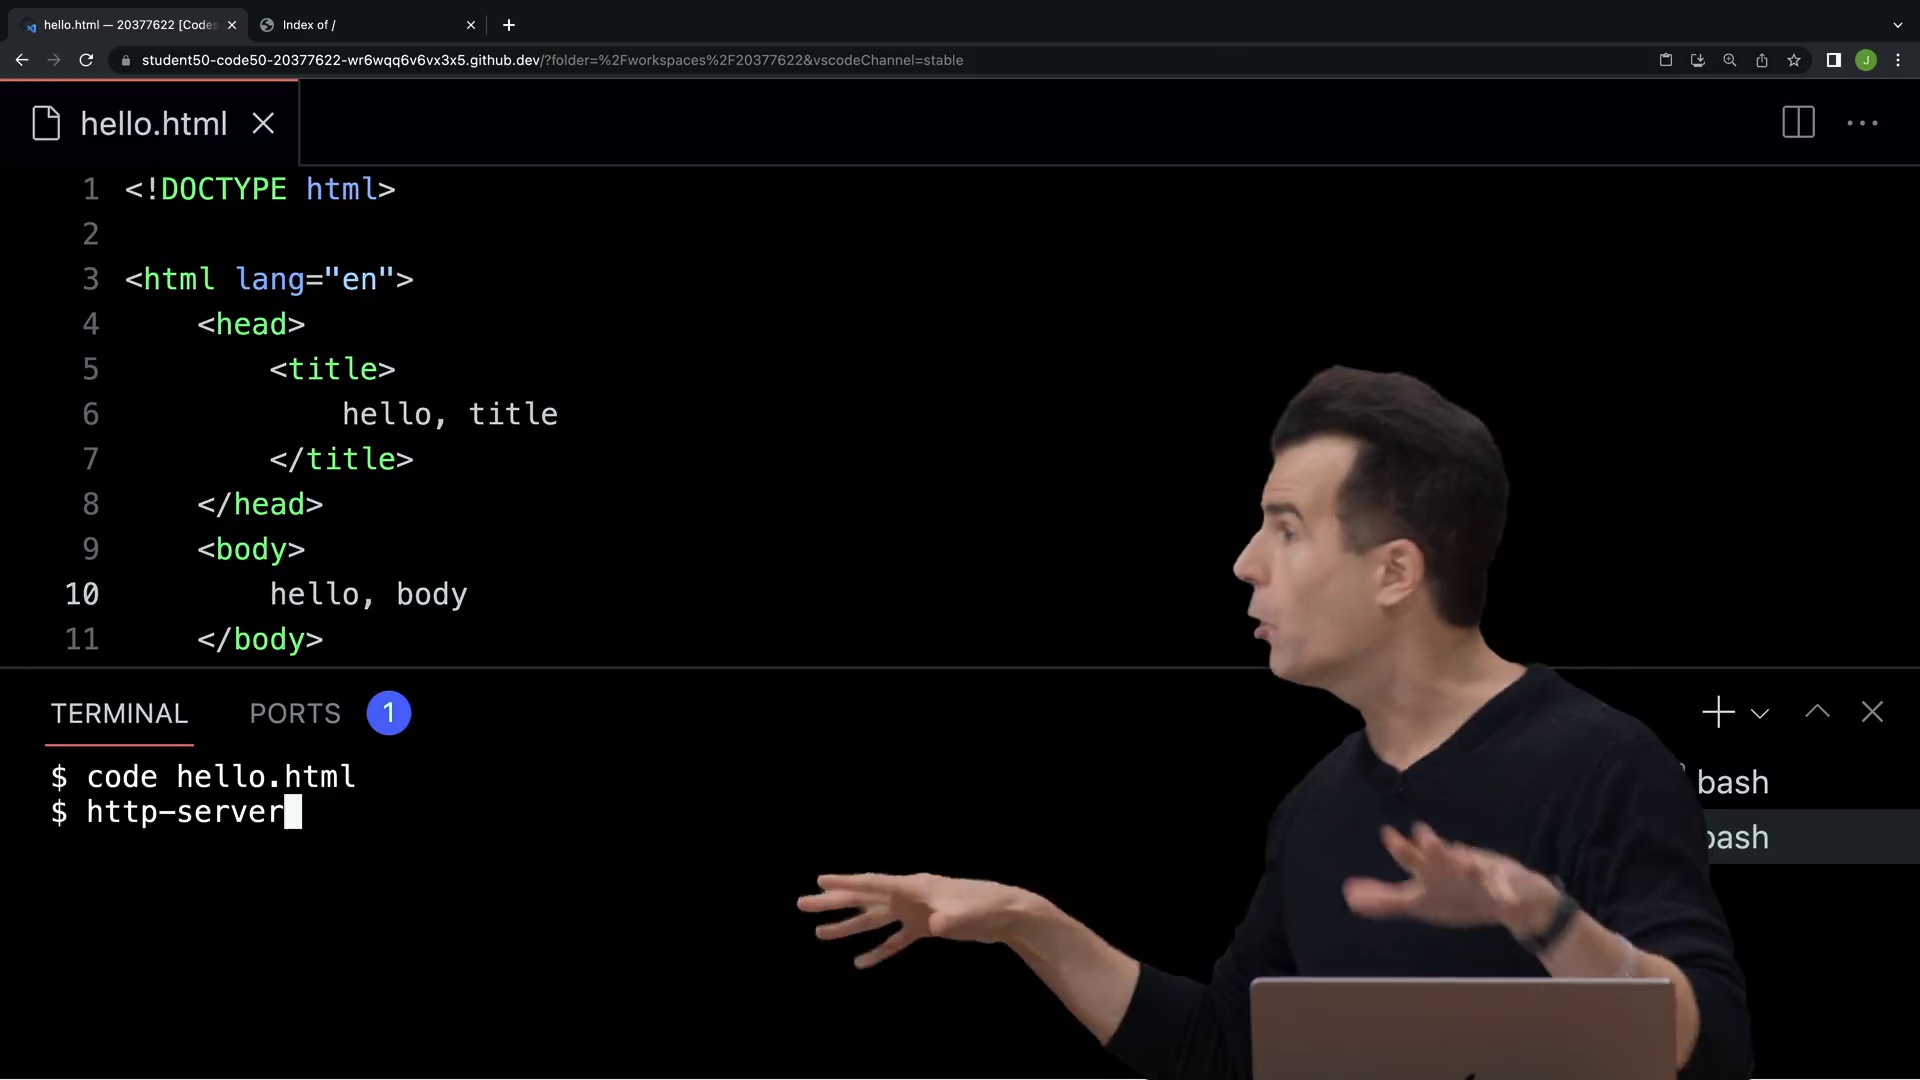 hello.html — 20377622 [Codes
Index of /
student50-code50-20377622-wr6wqq6v6vx3x5.github.dev/?folder=%2Fworkspaces%2F20377622&vscodeChannel=stable
J
hello.html
1 <!DOCTYPE html>
2
3 <html lang="en">
4 <head>
5 <title>
6 hello, title
7 </title>
8 </head>
9 <body>
10 hello, body
11 </body>
TERMINAL PORTS 1
$ code hello.html
$ http-server
bash
bash